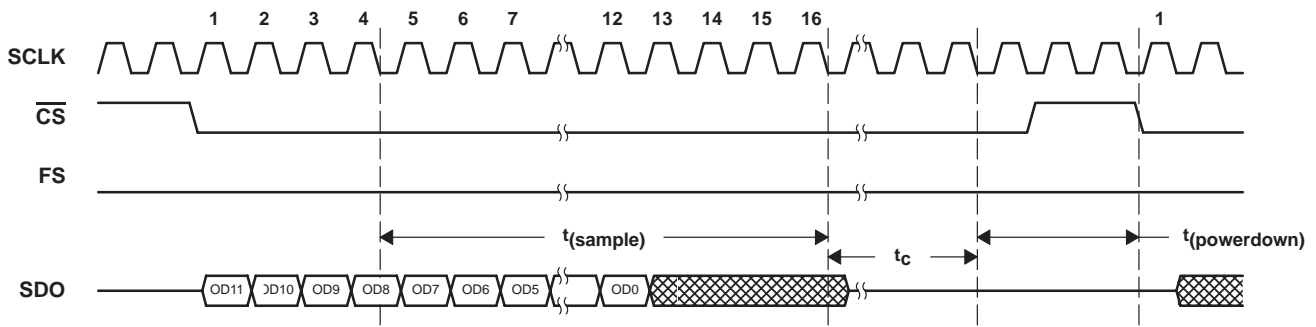 1 2 3 4 5 6 7 12 13 14 15 16 1
SCLK
CS
FS
t(sample)
t(powerdown)
tc
SDO
OD11 OD10 OD9 OD8 OD7 OD6 OD5 OD0